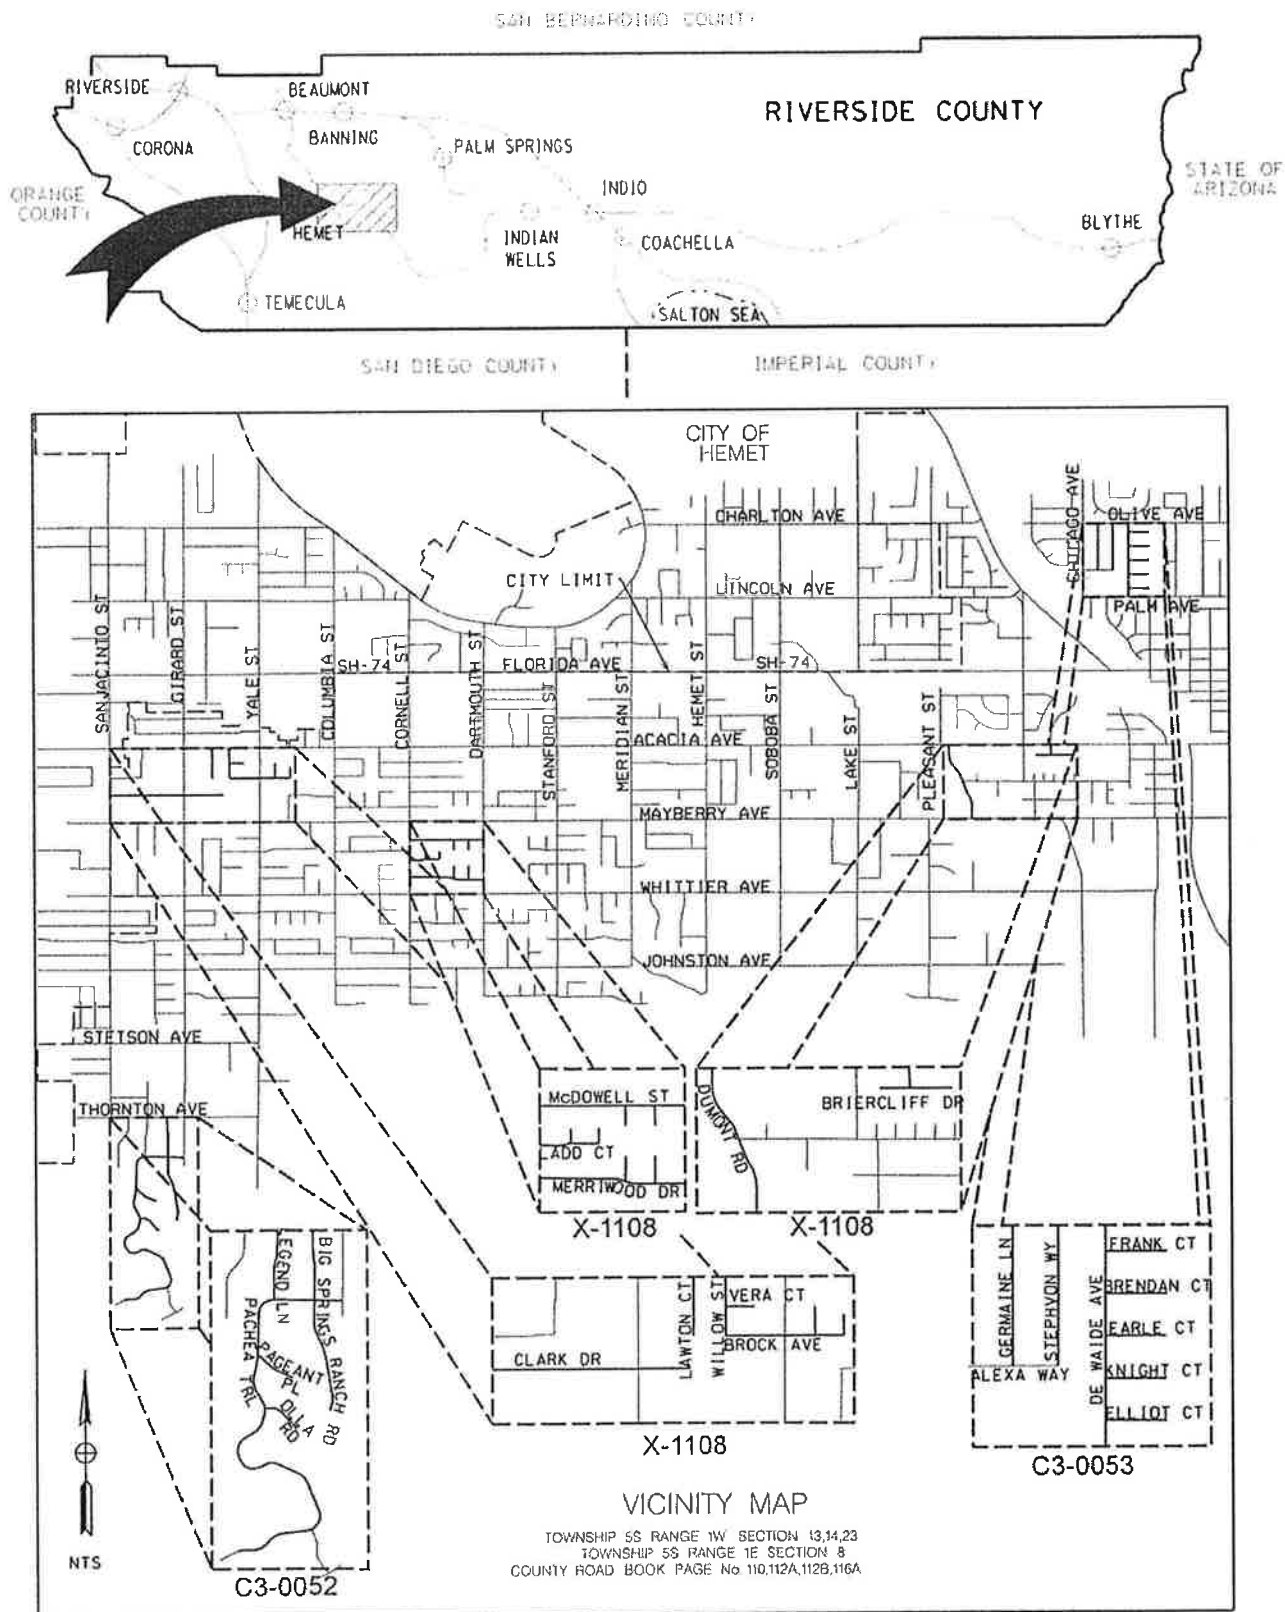 SAN BERNARDINO COUNTY
RIVERSIDE
BEAUMONT
RIVERSIDE COUNTY
CORONA
BANNING
PALM SPRINGS
STATE OF
ARIZONA
ORANGE
COUNTY
INDIO
HEMET
INDIAN
WELLS
COACHELLA
BLYTHE
TEMECULA
SALTON SEA
SAN DIEGO COUNTY
IMPERIAL COUNTY
CITY OF
HEMET
CHARLTON AVE
CHICAGO AVE
OLIVE AVE
CITY LIMIT
LINCOLN AVE
PALM AVE
SANJACINTO ST
GIRARD ST
YALE ST
COLUMBIA ST
SH-74
CORNELL ST
DARTMOUTH ST
FLORIDA AVE
STANFORD ST
MERIDIAN ST
HEMET ST
SH-74
SOBOBA ST
LAKE ST
PLEASANT ST
ACACIA AVE
MAYBERRY AVE
WHITTIER AVE
JOHNSTON AVE
STETSON AVE
THORNTON AVE
McDOWELL ST
LADD CT
MERRIWOOD DR
X-1108
DUMONT RD
BRIERCLIFF DR
X-1108
LEGEND LN
BIG SPRINGS RANCH RD
PACHEA TRL
PAGEANT
PL
OLLA
RD
C3-0052
CLARK DR
LAWTON CT
WILLOW ST
VERA CT
BROCK AVE
X-1108
GERMAINE LN
STEPHVON WY
ALEXA WAY
DE WAIDE AVE
FRANK CT
BRENDAN CT
EARLE CT
KNIGHT CT
ELLIOT CT
C3-0053
NTS
VICINITY MAP
TOWNSHIP 5S RANGE 1W SECTION 13,14,23
TOWNSHIP 5S RANGE 1E SECTION 8
COUNTY ROAD BOOK PAGE No. 110,112A,112B,116A